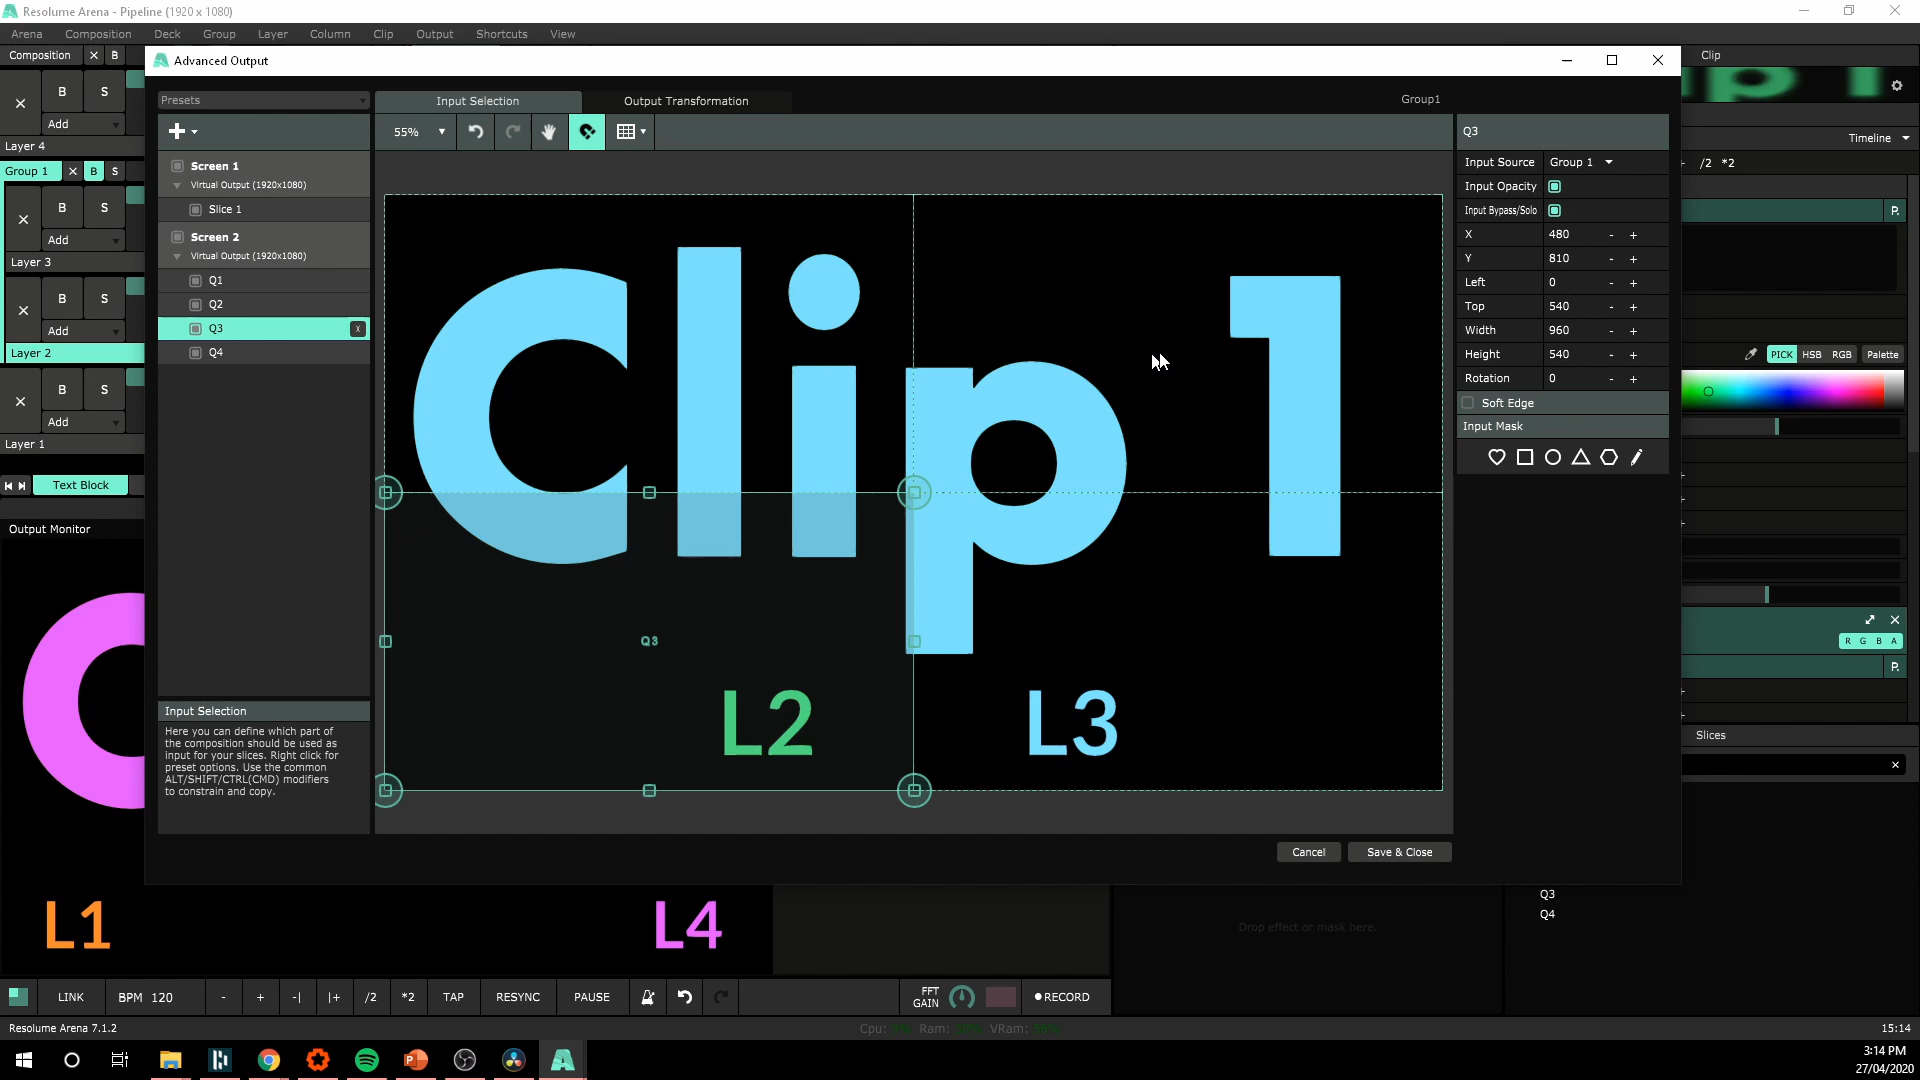 Resolume Arena - Pipeline (1920 x 1080)
Arena Composition Deck Group Layer Column Clip Output Shortcuts View
Composition B
Advanced Output
Clip
B S
Add
Layer 4
Group 1 B S
B S
Add
Layer 3
B S
Add
Layer 2
B S
Add
Layer 1
Text Block
Output Monitor
Presets
Screen 1
Virtual Output (1920x1080)
Slice 1
Screen 2
Virtual Output (1920x1080)
Q1
Q2
Q3 X
Q4
Input Selection
Here you can define which part of
the composition should be used as
input for your slices. Right click for
preset options. Use the common
ALT/SHIFT/CTRL(CMD) modifiers
to constrain and copy.
Input Selection Output Transformation Group1
55%
Clip 1
Q3
L2 L3
Cancel Save & Close
Q3
Input Source Group 1
Input Opacity
Input Bypass/Solo
X 480 - +
Y 810 - +
Left 0 - +
Top 540 - +
Width 960 - +
Height 540 - +
Rotation 0 - +
Soft Edge
Input Mask
Timeline
/2 *2
P.
PICK HSB RGB Palette
R G B A
P.
Slices
Q3
Q4
Drop effect or mask here.
C
L1 L4
LINK BPM 120 - + -| |+ /2 *2 TAP RESYNC PAUSE FFT GAIN RECORD
Resolume Arena 7.1.2 Cpu: Ram: VRam: 15:14
3:14 PM
27/04/2020